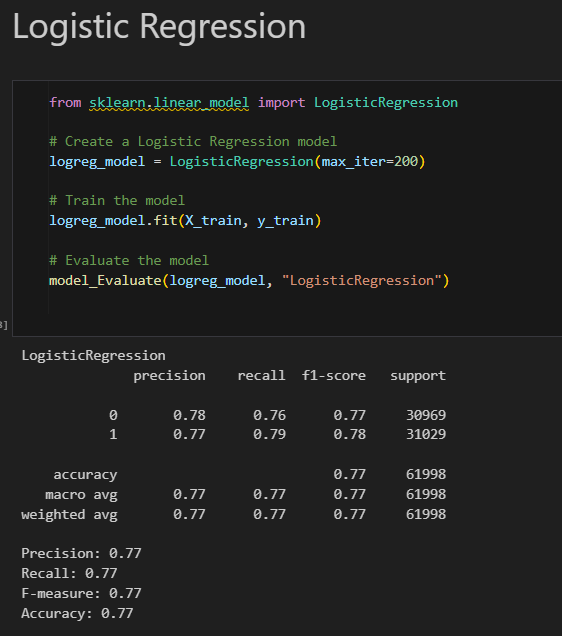 Logistic Regression
from sklearn.linear_model import LogisticRegression
# Create a Logistic Regression model
logreg_model = LogisticRegression(max_iter=200)
# Train the model
logreg_model.fit(X_train, y_train)
# Evaluate the model
model_Evaluate(logreg_model, "LogisticRegression")
LogisticRegression
precision recall f1-score support
0 0.78 0.76 0.77 30969
1 0.77 0.79 0.78 31029
accuracy 0.77 61998
macro avg 0.77 0.77 0.77 61998
weighted avg 0.77 0.77 0.77 61998
Precision: 0.77
Recall: 0.77
F-measure: 0.77
Accuracy: 0.77